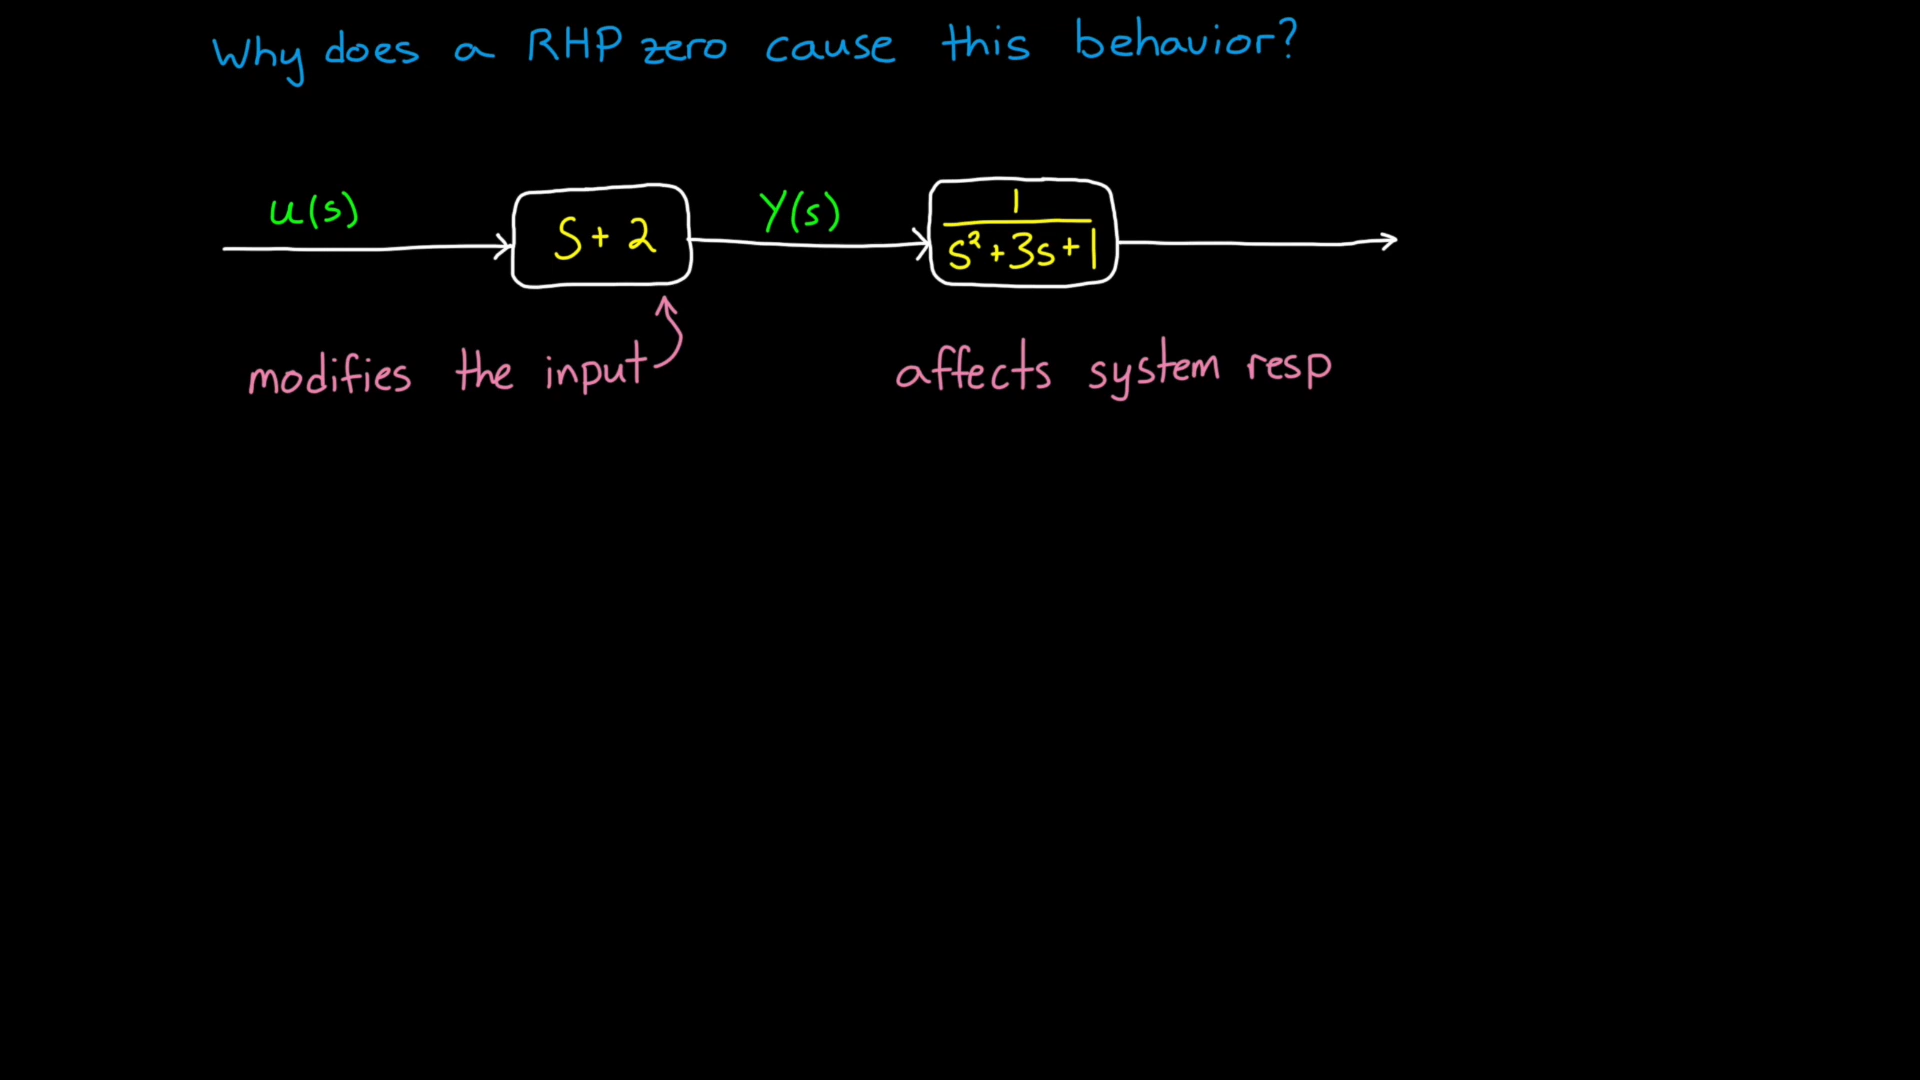 Why does a RHP zero cause this behavior?
u(s)
S + 2
Y(s)
1
s²+3s+1
modifies the input
affects system resp